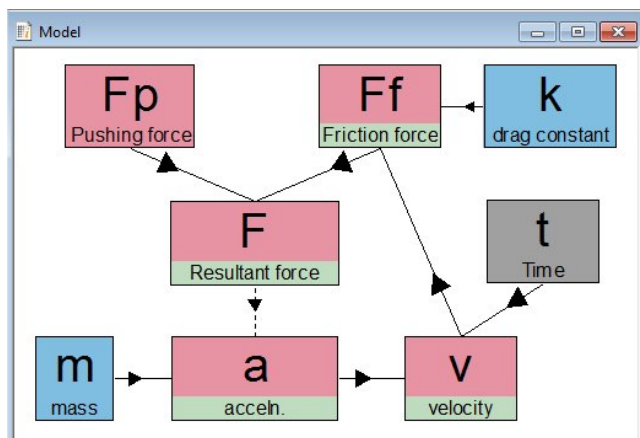 Model
Fp
Pushing force
Ff
Friction force
k
drag constant
F
Resultant force
t
Time
m
mass
a
acceln.
v
velocity